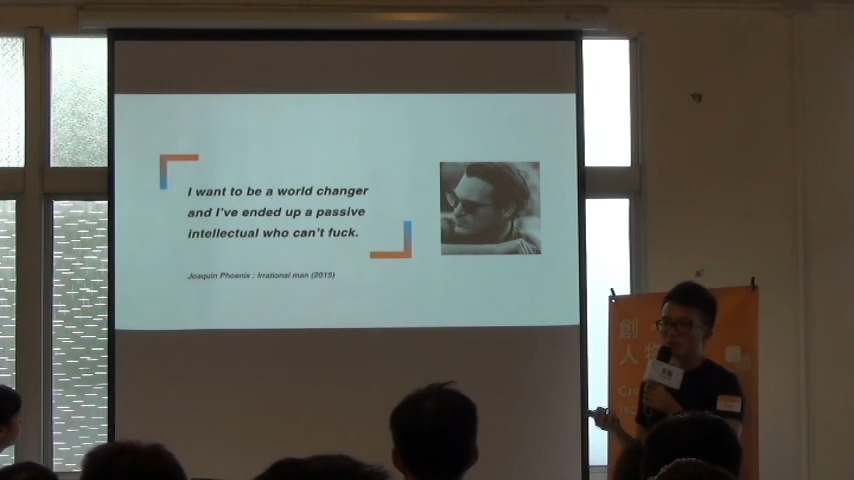 I want to be a world changer
and I've ended up a passive
intellectual who can't fuck.
Joaquin Phoenix : Irrational man (2015)
創
人物